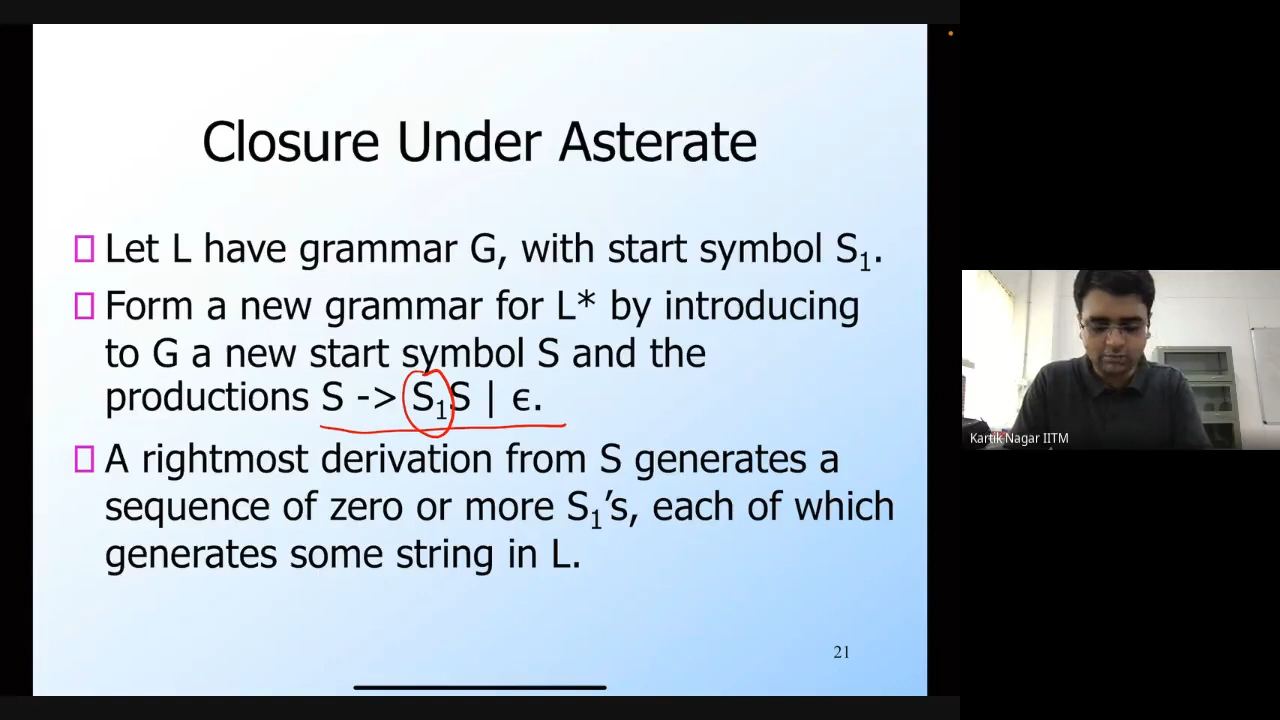 Closure Under Asterate
Let L have grammar G, with start symbol S₁.
Form a new grammar for L* by introducing
to G a new start symbol S and the
productions S -> S₁S | ϵ.
A rightmost derivation from S generates a
sequence of zero or more S₁’s, each of which
generates some string in L.
21
Kartik Nagar IITM